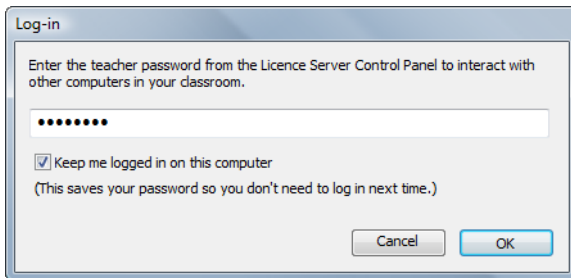 Log-in
Enter the teacher password from the Licence Server Control Panel to interact with
other computers in your classroom.
••••••••
Keep me logged in on this computer
(This saves your password so you don't need to log in next time.)
Cancel OK